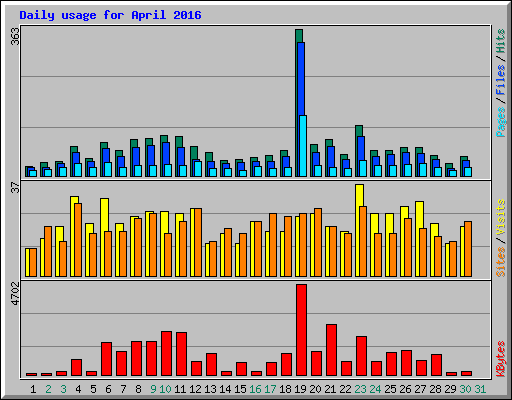 Daily usage for April 2016
363
Pages / Files / Hits
37
Sites / Visits
4702
KBytes
1 2 3 4 5 6 7 8 9 10 11 12 13 14 15 16 17 18 19 20 21 22 23 24 25 26 27 28 29 30 31